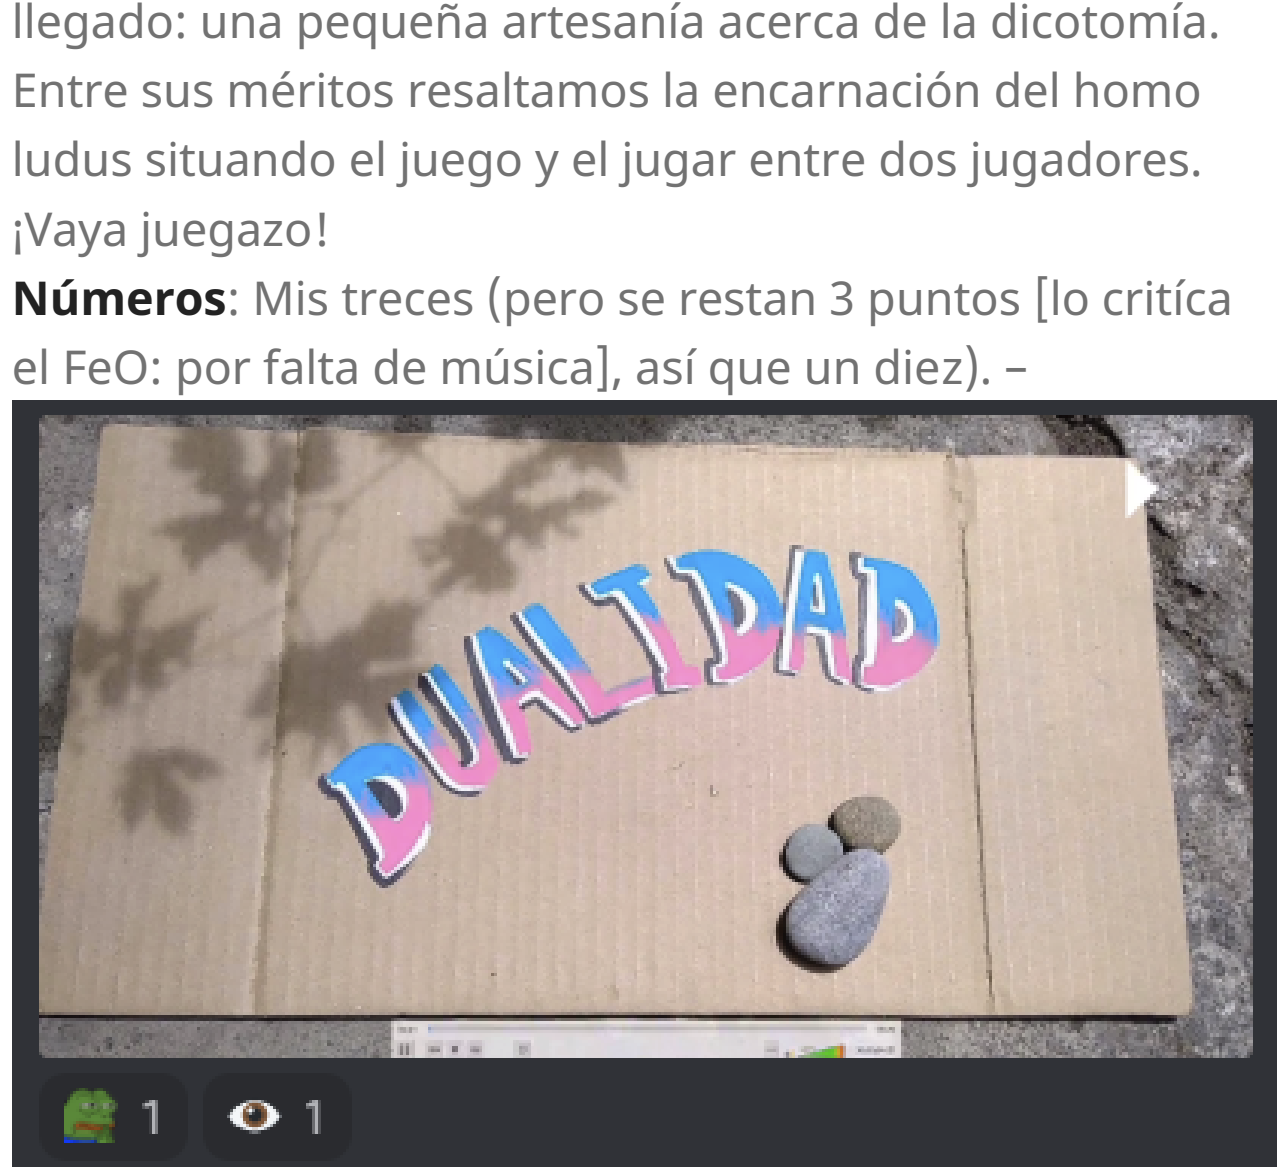 llegado: una pequeña artesanía acerca de la dicotomía.
Entre sus méritos resaltamos la encarnación del homo
ludus situando el juego y el jugar entre dos jugadores.
¡Vaya juegazo!
Números: Mis treces (pero se restan 3 puntos [lo critíca
el FeO: por falta de música], así que un diez). –
DUALIDAD
1
1